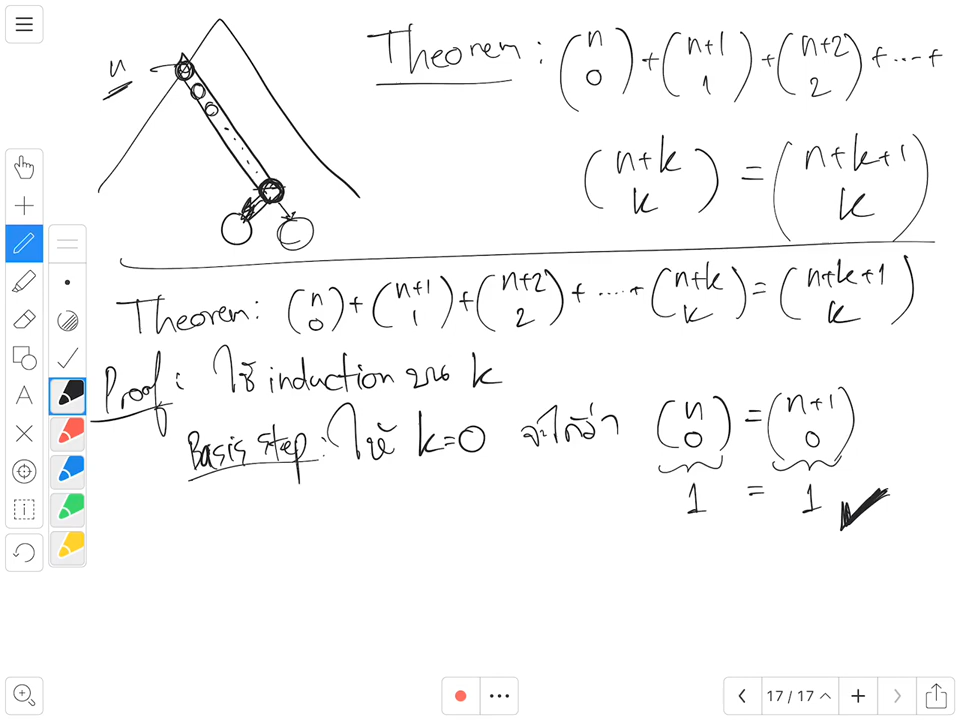 n
Theorem: (n 0) + (n+1 1) + (n+2 2) + ... +
(n+k k) = (n+k+1 k)
Theorem: (n 0) + (n+1 1) + (n+2 2) + ... + (n+k k) = (n+k+1 k)
Proof: ใช้ induction บน k
Basis step: ให้ k=0 จะได้ว่า (n 0) = (n+1 0)
1 = 1
A
17/17